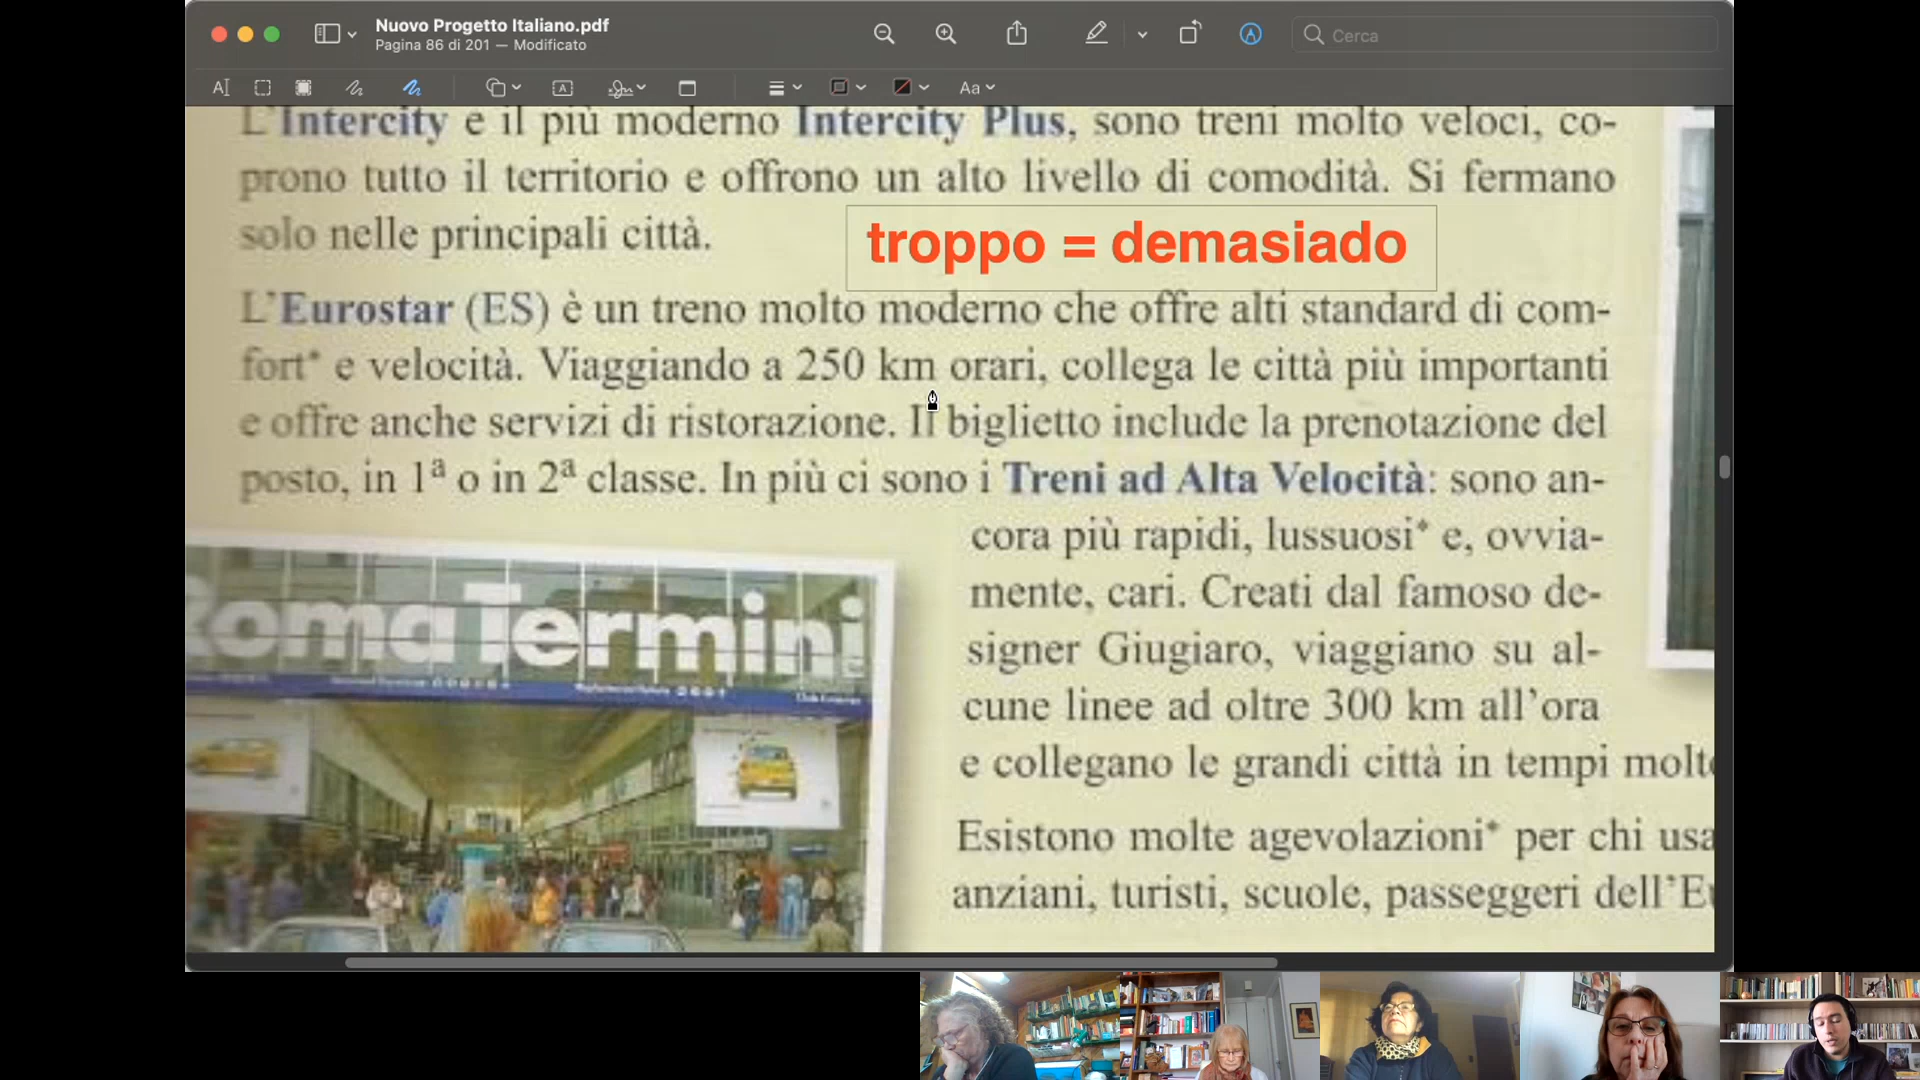 Nuovo Progetto Italiano.pdf
Pagina 86 di 201 — Modificato
Cerca
Aa
L'Intercity e il più moderno Intercity Plus, sono treni molto veloci, co-
prono tutto il territorio e offrono un alto livello di comodità. Si fermano
solo nelle principali città.
troppo = demasiado
L'Eurostar (ES) è un treno molto moderno che offre alti standard di com-
fort* e velocità. Viaggiando a 250 km orari, collega le città più importanti
e offre anche servizi di ristorazione. Il biglietto include la prenotazione del
posto, in 1ª o in 2ª classe. In più ci sono i Treni ad Alta Velocità: sono an-
cora più rapidi, lussuosi* e, ovvia-
mente, cari. Creati dal famoso de-
signer Giugiaro, viaggiano su al-
cune linee ad oltre 300 km all'ora
e collegano le grandi città in tempi molt
Esistono molte agevolazioni* per chi usa
anziani, turisti, scuole, passeggeri dell'E
oma Termini